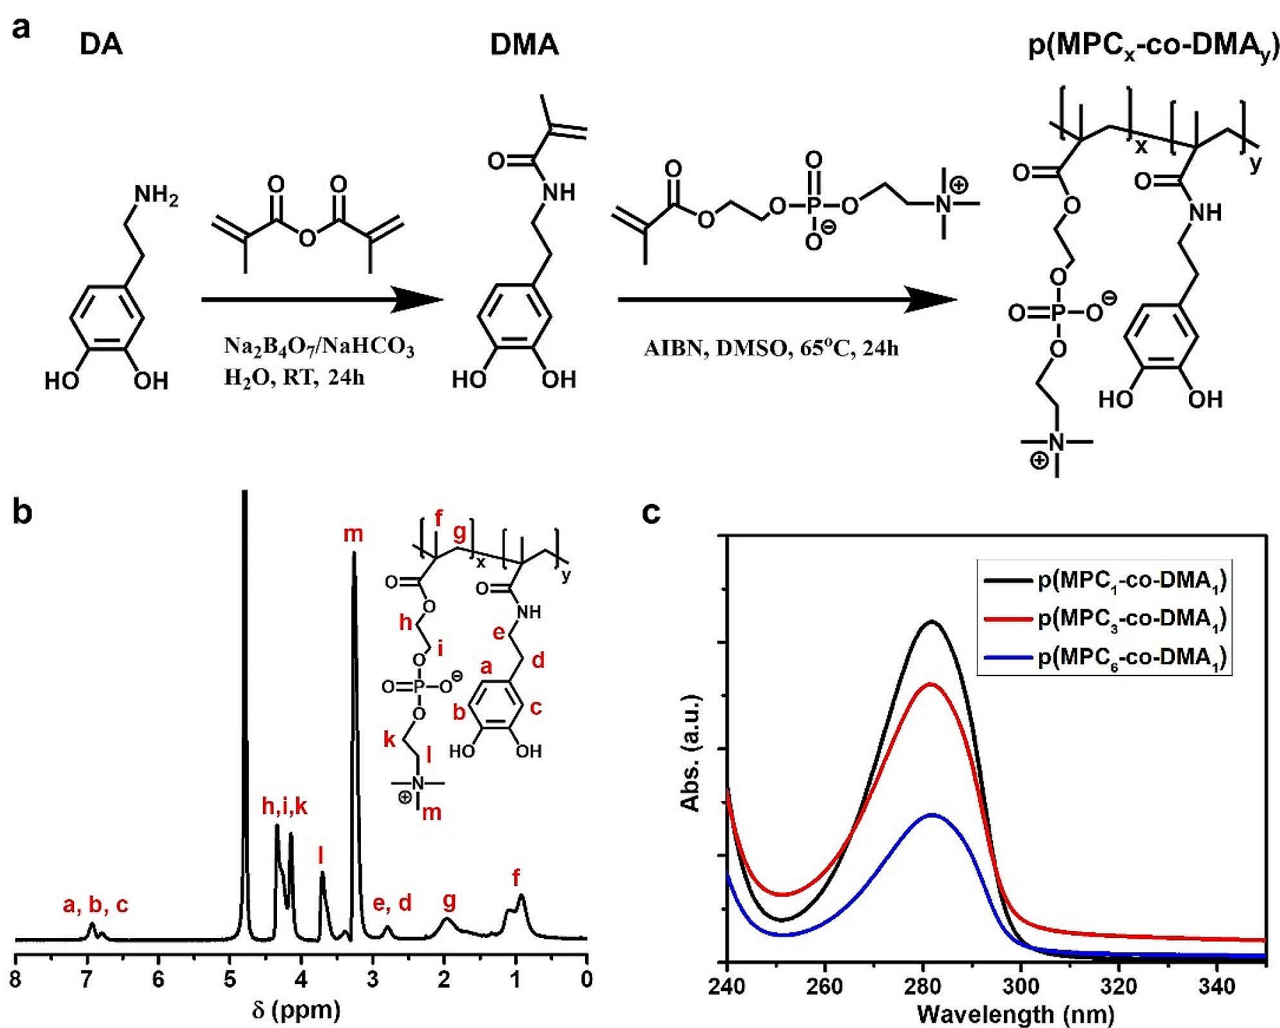 a
DA
DMA
p(MPCₓ-co-DMAᵧ)
NH₂
HO OH
O O
O
Na₂B₄O₇/NaHCO₃
H₂O, RT, 24h
O
NH
HO OH
O
O
O
P
O
O⊖
O
N⊕
AIBN, DMSO, 65⁰C, 24h
x
y
O
O
O
NH
O
O=P-O⊖
O
HO OH
N
⊕
b
m
f
g
x
y
O
O
O
NH
h
i
e
d
O
O=P-O⊖
O
a
b
c
HO OH
k
l
N
⊕
m
h,i,k
l
a, b, c
e, d
g
f
8 7 6 5 4 3 2 1 0
δ (ppm)
c
p(MPC₁-co-DMA₁)
p(MPC₃-co-DMA₁)
p(MPC₆-co-DMA₁)
Abs. (a.u.)
240 260 280 300 320 340
Wavelength (nm)